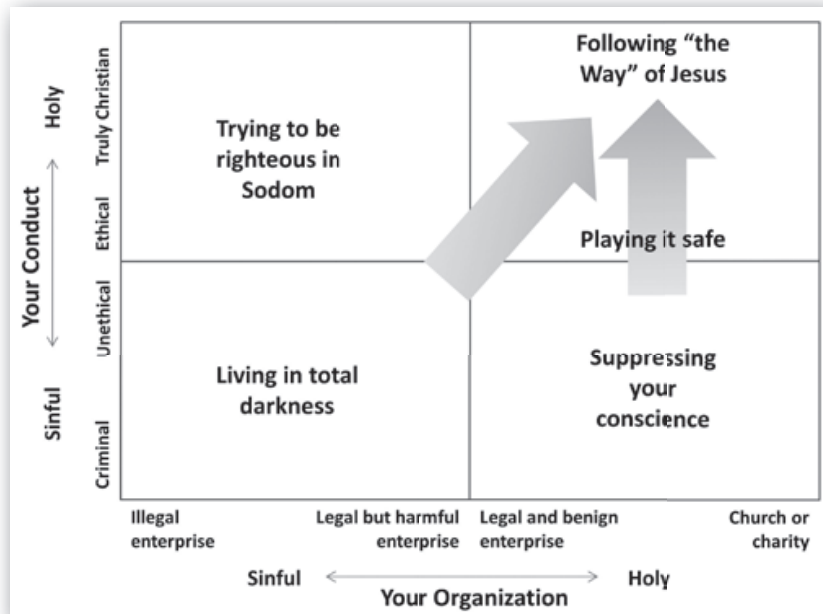 Following “the
Way” of Jesus
Trying to be
righteous in
Sodom
Playing it safe
Living in total
darkness
Suppressing
your
conscience
Your Conduct
Holy
Sinful
Truly Christian
Ethical
Unethical
Criminal
Illegal
enterprise
Legal but harmful
enterprise
Legal and benign
enterprise
Church or
charity
Sinful
Holy
Your Organization